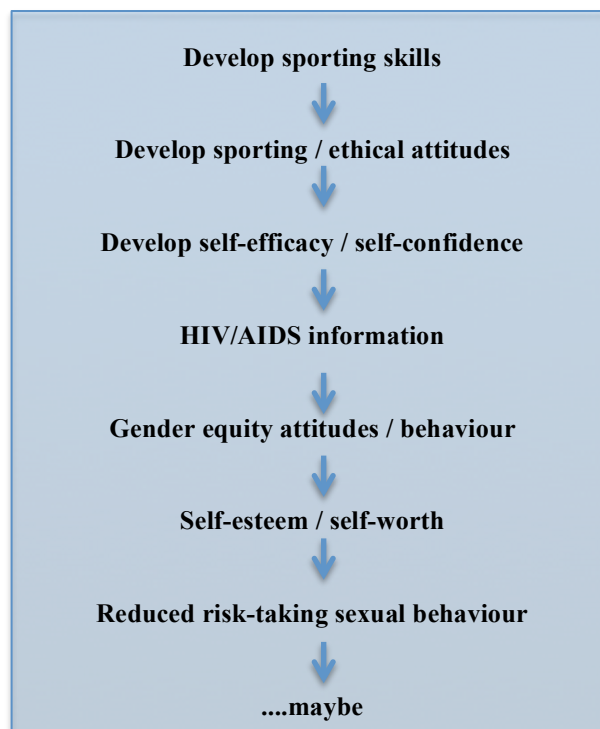 Develop sporting skills
Develop sporting / ethical attitudes
Develop self-efficacy / self-confidence
HIV/AIDS information
Gender equity attitudes / behaviour
Self-esteem / self-worth
Reduced risk-taking sexual behaviour
....maybe